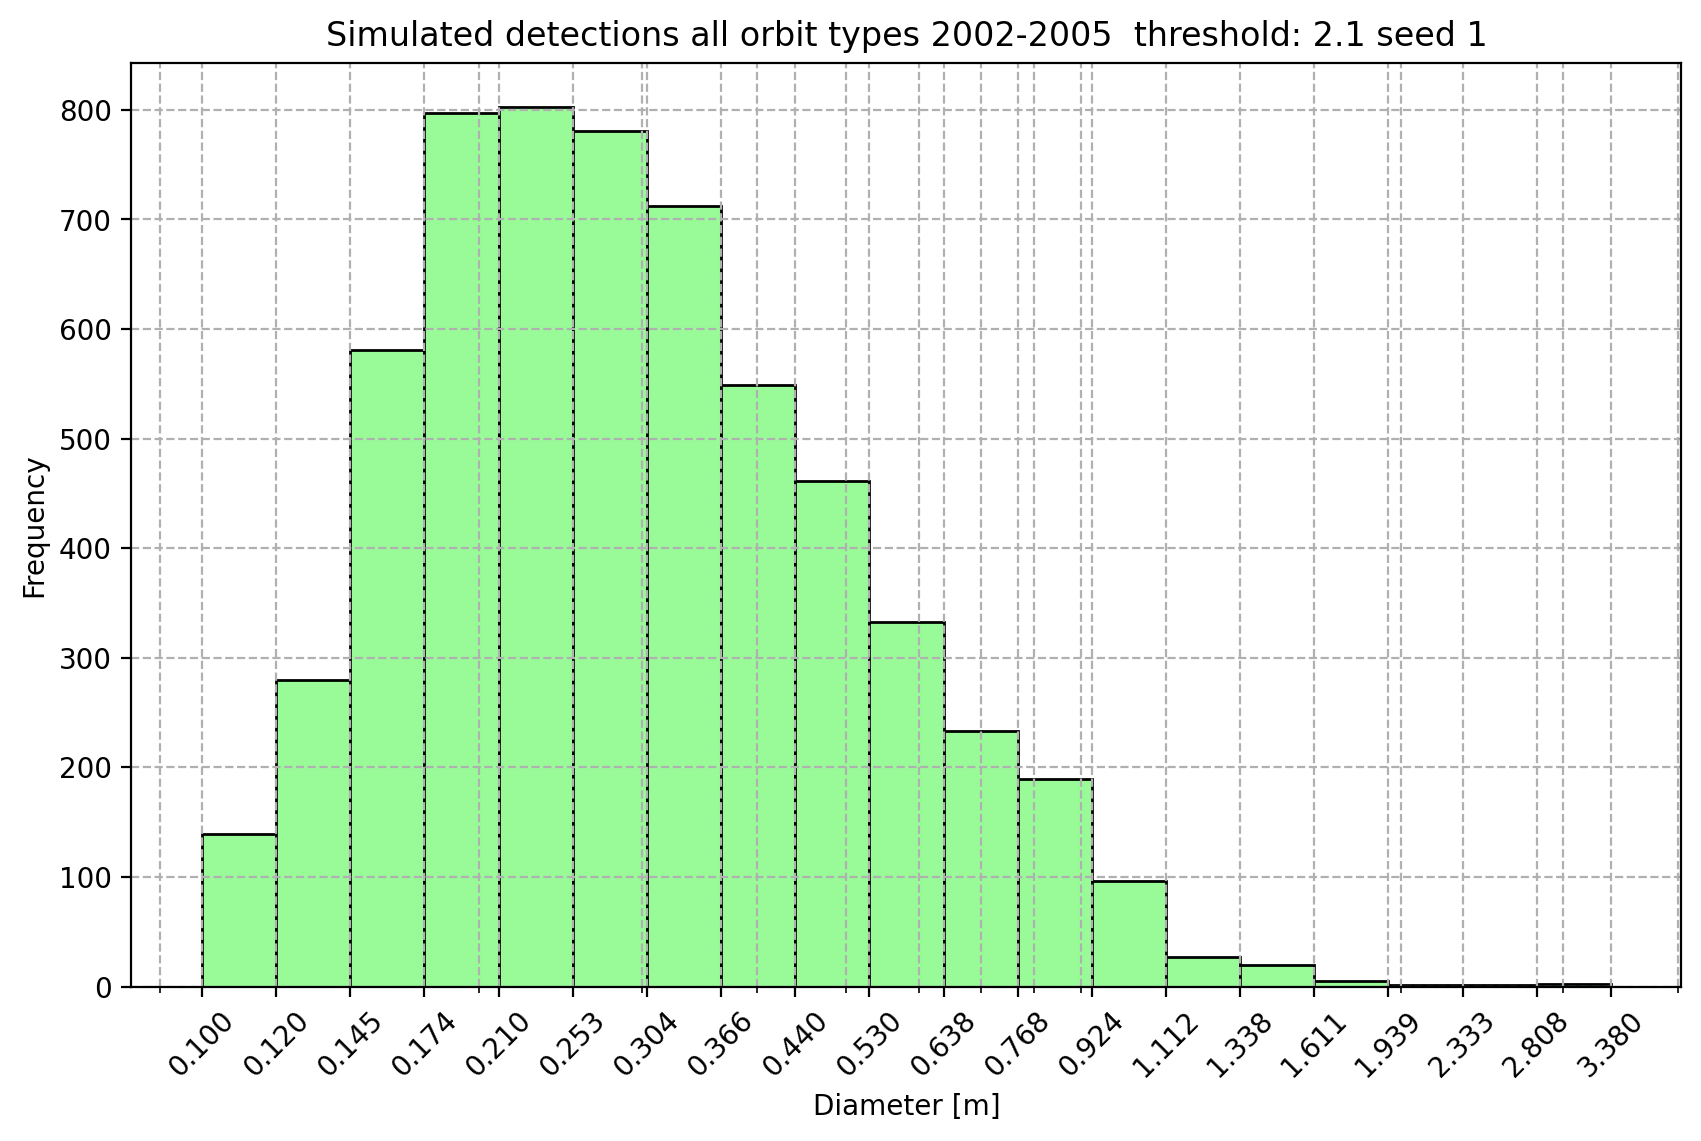 Simulated detections all orbit types 2002-2005  threshold: 2.1 seed 1
Frequency
800
700
600
500
400
300
200
100
0
0.100 0.120 0.145 0.174 0.210 0.253 0.304 0.366 0.440 0.530 0.638 0.768 0.924 1.112 1.338 1.611 1.939 2.333 2.808 3.380
Diameter [m]